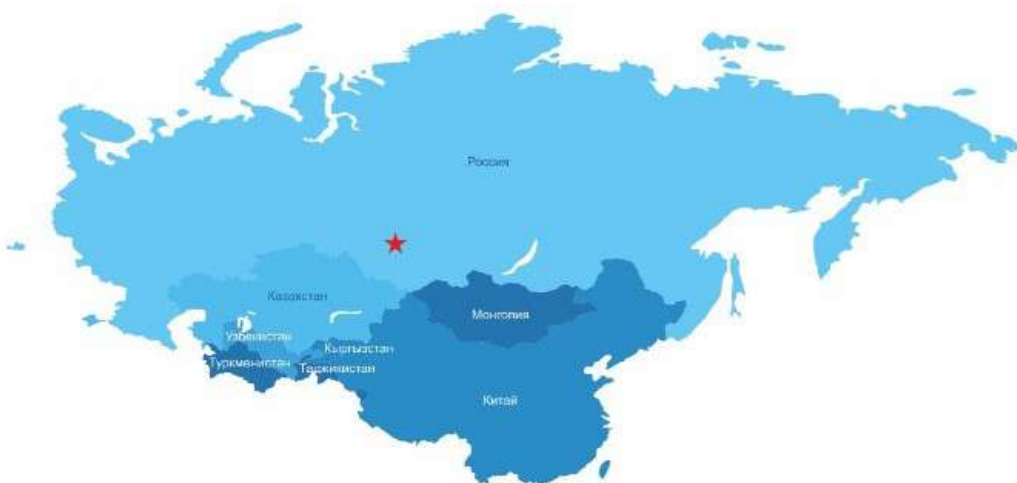 Россия
Казахстан
Монголия
Узбекистан
Кыргызстан
Туркменистан
Таджикистан
Китай